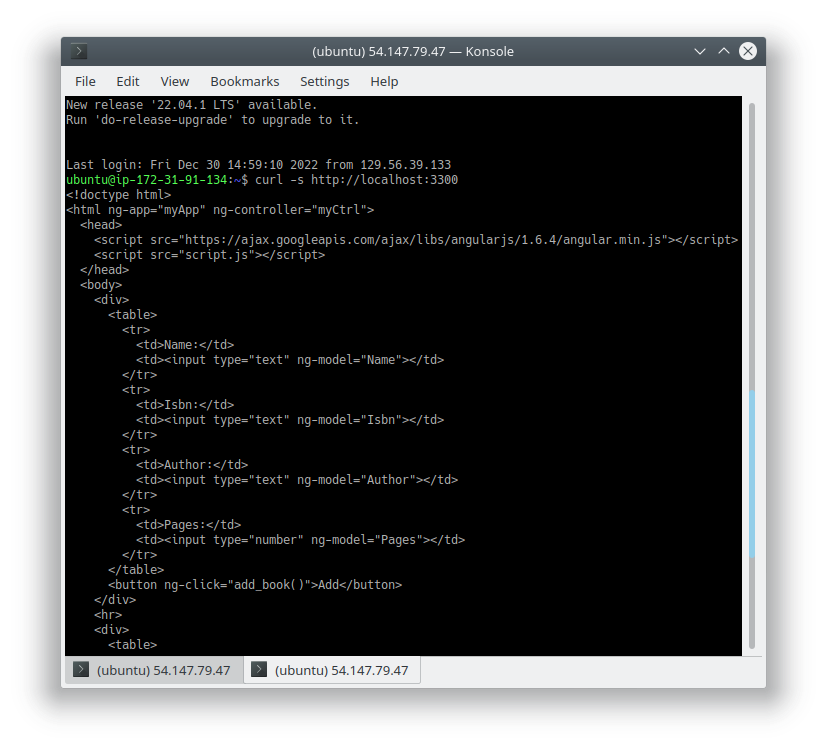 (ubuntu) 54.147.79.47 — Konsole
File Edit View Bookmarks Settings Help
New release '22.04.1 LTS' available.
Run 'do-release-upgrade' to upgrade to it.
Last login: Fri Dec 30 14:59:10 2022 from 129.56.39.133
ubuntu@ip-172-31-91-134:~$ curl -s http://localhost:3300
<!doctype html>
<html ng-app="myApp" ng-controller="myCtrl">
  <head>
    <script src="https://ajax.googleapis.com/ajax/libs/angularjs/1.6.4/angular.min.js"></script>
    <script src="script.js"></script>
  </head>
  <body>
    <div>
      <table>
        <tr>
          <td>Name:</td>
          <td><input type="text" ng-model="Name"></td>
        </tr>
        <tr>
          <td>Isbn:</td>
          <td><input type="text" ng-model="Isbn"></td>
        </tr>
        <tr>
          <td>Author:</td>
          <td><input type="text" ng-model="Author"></td>
        </tr>
        <tr>
          <td>Pages:</td>
          <td><input type="number" ng-model="Pages"></td>
        </tr>
      </table>
      <button ng-click="add_book()">Add</button>
    </div>
    <hr>
    <div>
      <table>
(ubuntu) 54.147.79.47 (ubuntu) 54.147.79.47